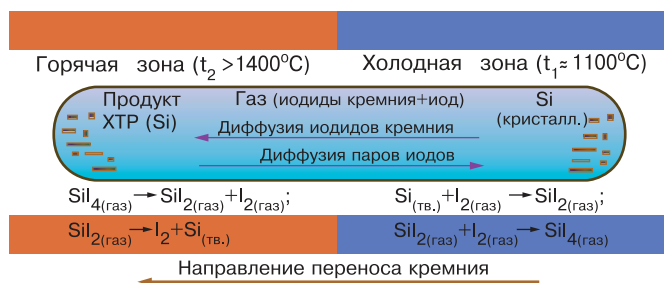 Горячая зона (t₂ >1400⁰С) Холодная зона (t₁≈ 1100⁰С)
Продукт ХТР (Si) Газ (иодиды кремния+иод) Si (кристалл.)
Диффузия иодидов кремния
Диффузия паров иодов
SiI₄(газ) → SiI₂(газ)+I₂(газ); Si(тв.)+I₂(газ) → SiI₂(газ);
SiI₂(газ) → I₂+Si(тв.) SiI₂(газ)+I₂(газ) → SiI₄(газ)
Направление переноса кремния